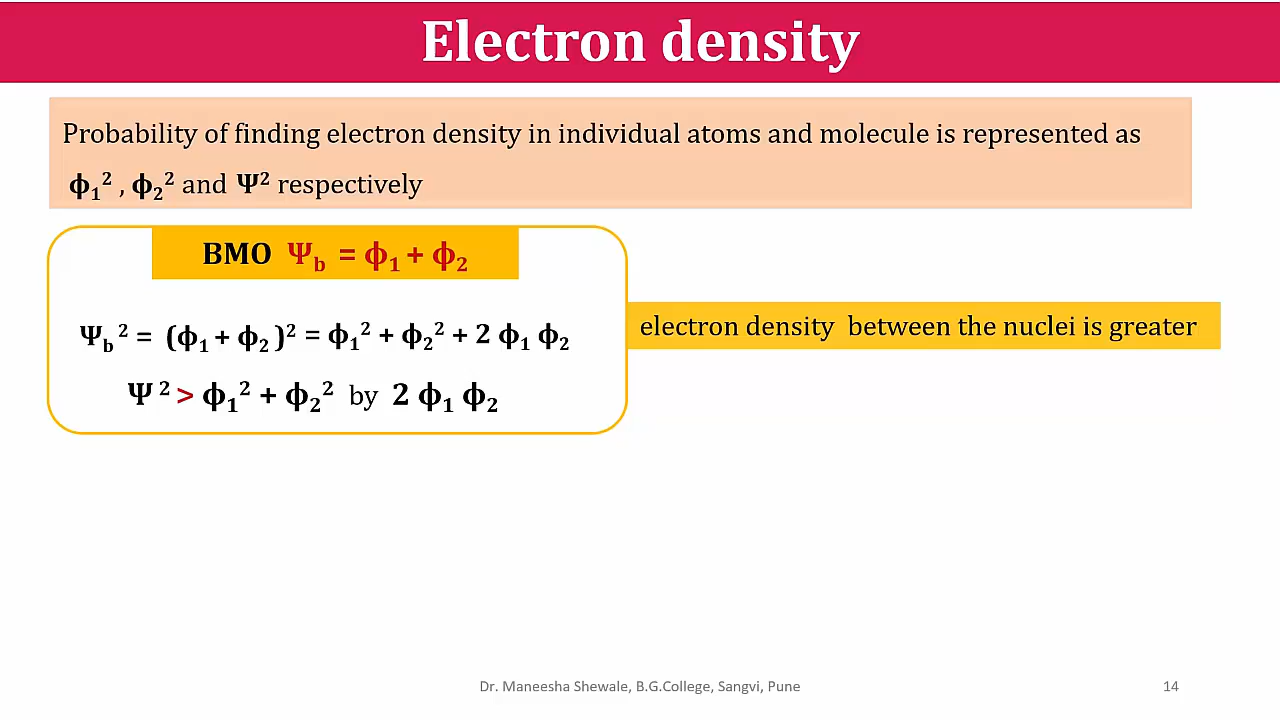 Electron density
Probability of finding electron density in individual atoms and molecule is represented as
ϕ₁² , ϕ₂² and Ψ² respectively
BMO Ψb = ϕ₁ + ϕ₂
Ψb² = (ϕ₁ + ϕ₂ )² = ϕ₁² + ϕ₂² + 2 ϕ₁ ϕ₂
electron density between the nuclei is greater
Ψ² > ϕ₁² + ϕ₂² by 2 ϕ₁ ϕ₂
Dr. Maneesha Shewale, B.G.College, Sangvi, Pune
14